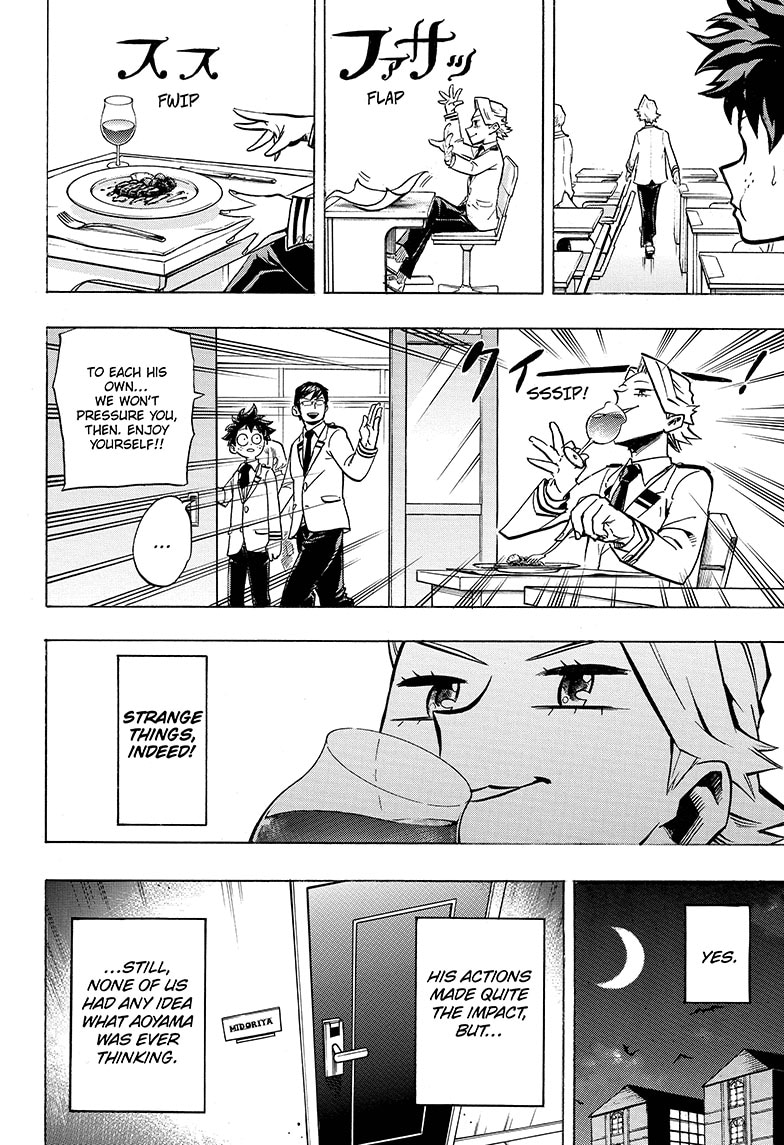 ファサッ
FLAP
スス
FWIP
クイーー!
SSSIP!
TO EACH HIS
OWN...
WE WON'T
PRESSURE YOU,
THEN. ENJOY
YOURSELF!!
...
STRANGE
THINGS,
INDEED!
YES.
HIS ACTIONS
MADE QUITE
THE IMPACT,
BUT...
MIDORIYA
...STILL,
NONE OF US
HAD ANY IDEA
WHAT AOYAMA
WAS EVER
THINKING.